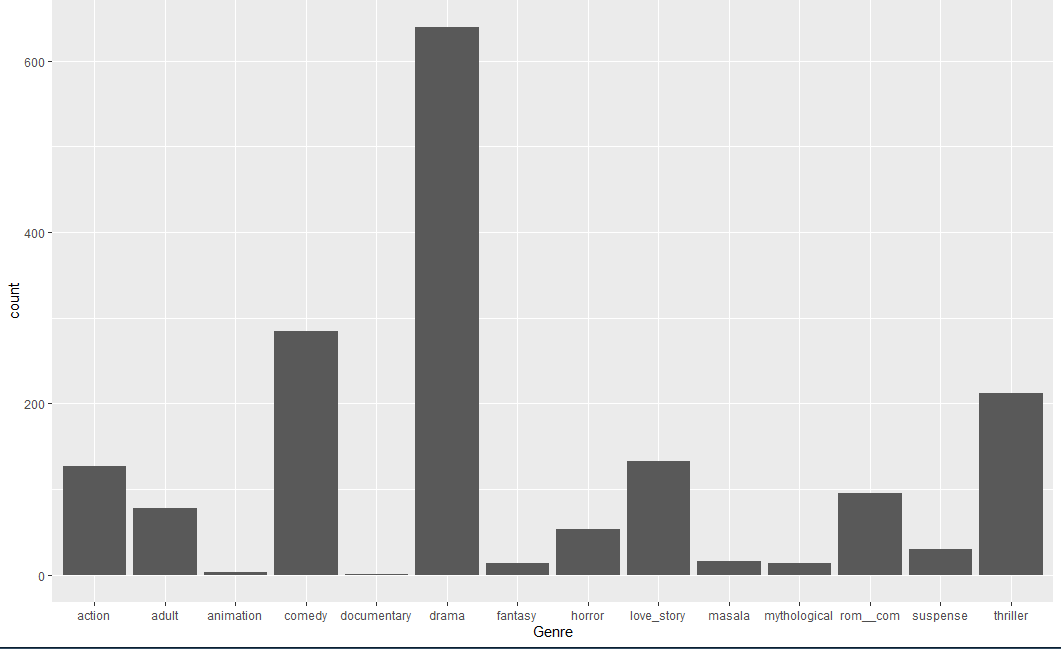 600
400
200
0
count
action adult animation comedy documentary drama fantasy horror love_story masala mythological rom__com suspense thriller
Genre